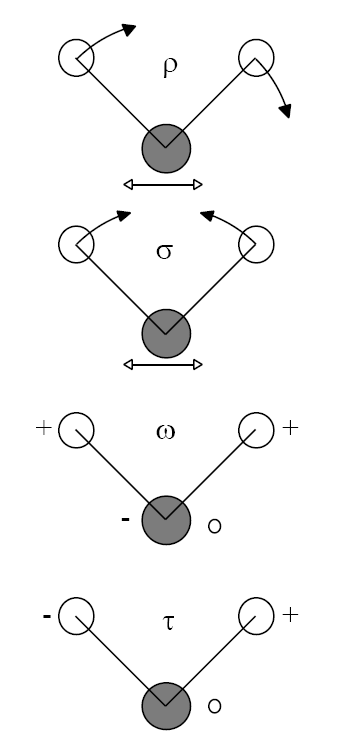 ρ
σ
+ ω +
- o
- τ +
o